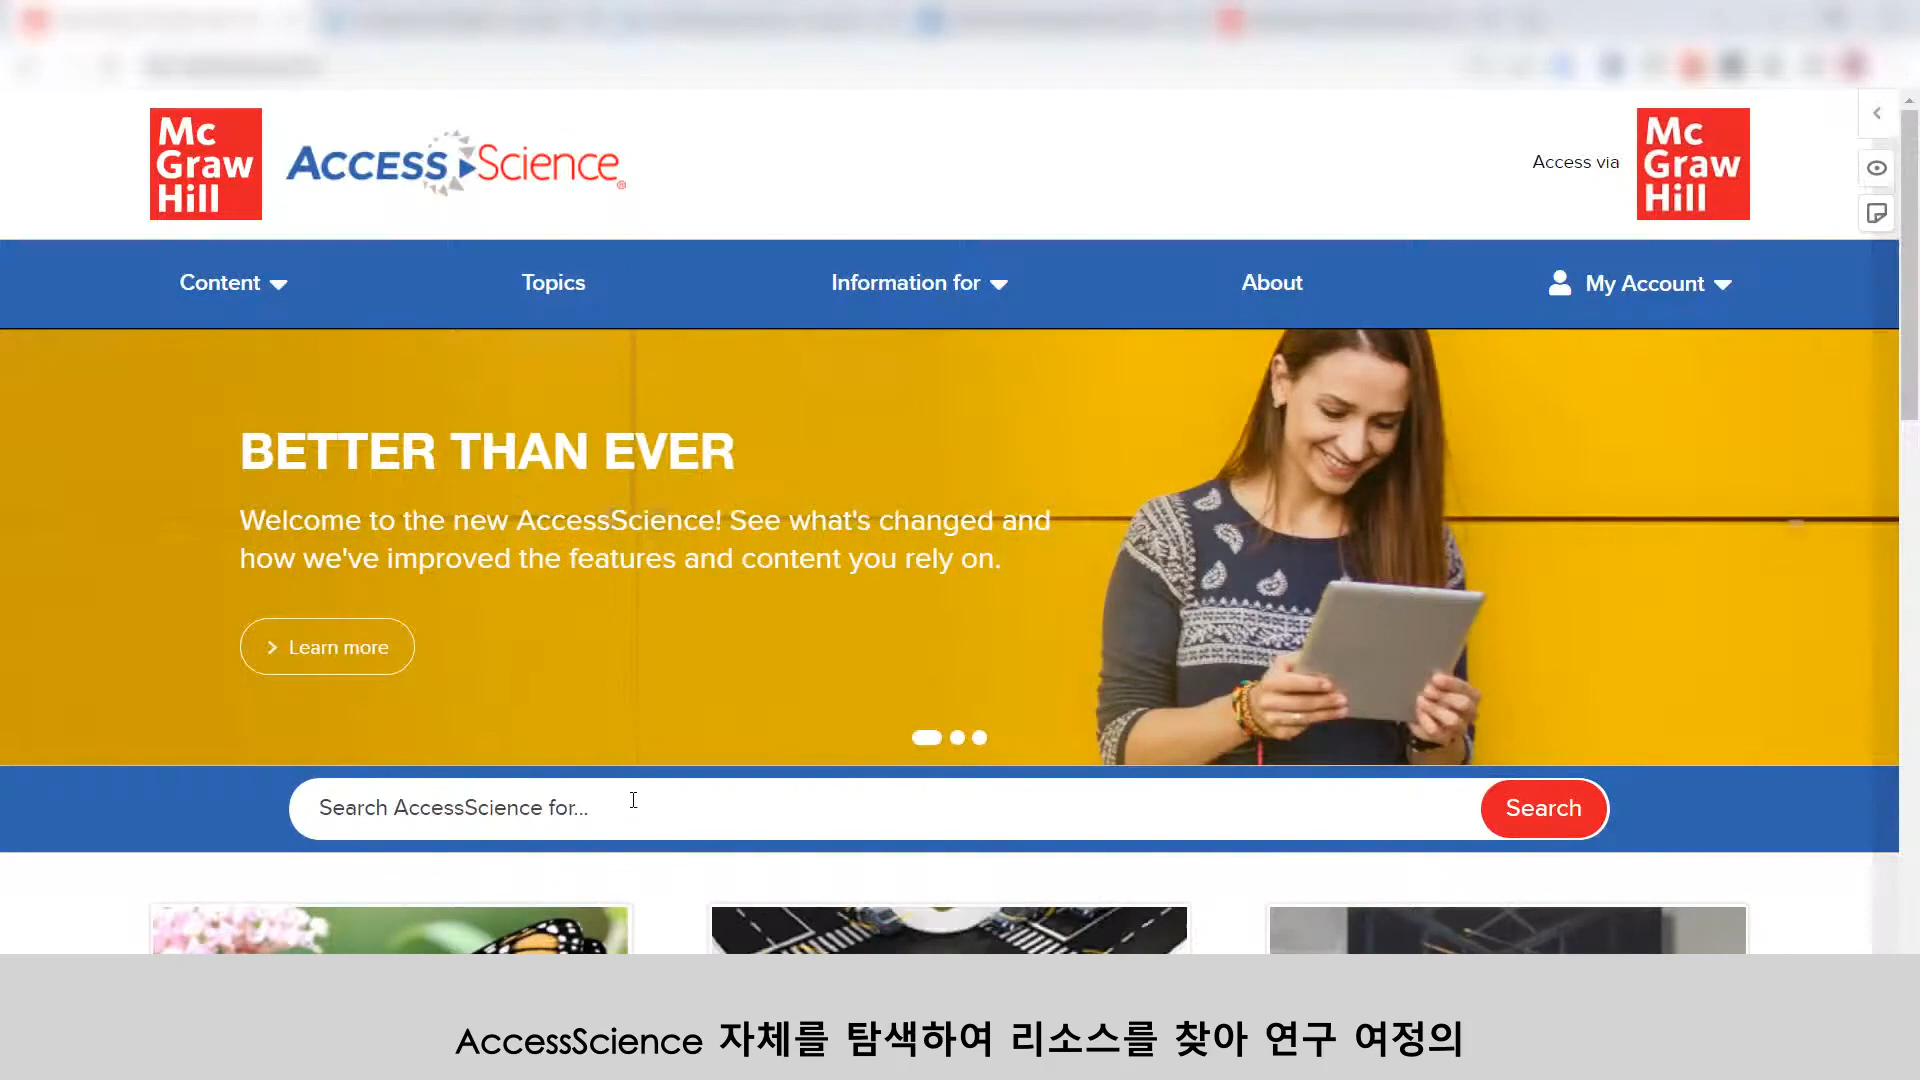 Mc
Graw
Hill
ACCESS Science®
Access via
Mc
Graw
Hill
Content
Topics
Information for
About
My Account
BETTER THAN EVER
Welcome to the new AccessScience! See what's changed and
how we've improved the features and content you rely on.
Learn more
Search AccessScience for...
Search
AccessScience 자체를 탐색하여 리소스를 찾아 연구 여정의